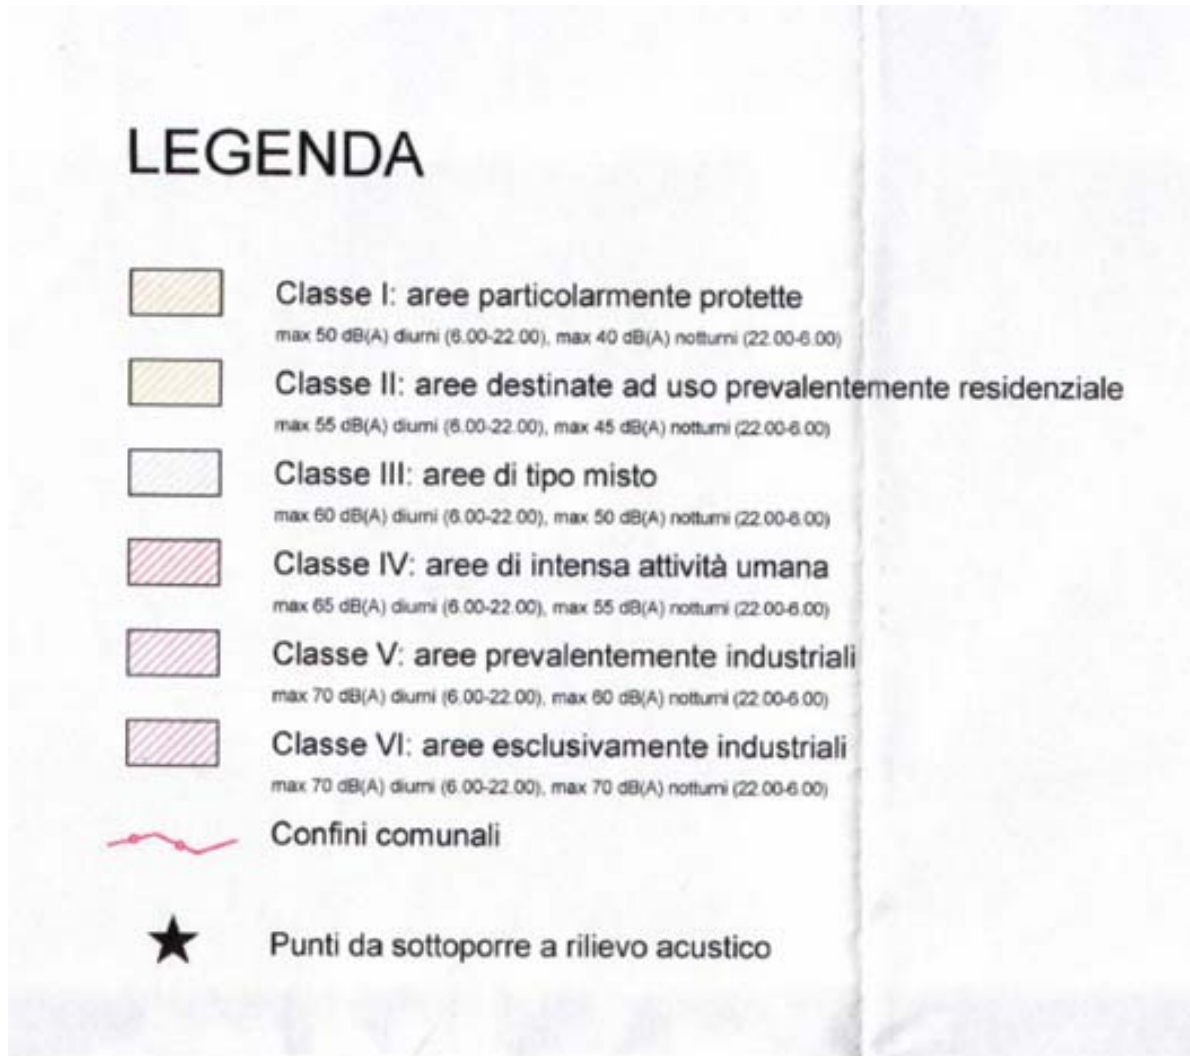 LEGENDA
Classe I: aree particolarmente protette
max 50 dB(A) diurni (6.00-22.00), max 40 dB(A) notturni (22.00-6.00)
Classe II: aree destinate ad uso prevalentemente residenziale
max 55 dB(A) diurni (6.00-22.00), max 45 dB(A) notturni (22.00-6.00)
Classe III: aree di tipo misto
max 60 dB(A) diurni (6.00-22.00), max 50 dB(A) notturni (22.00-6.00)
Classe IV: aree di intensa attività umana
max 65 dB(A) diurni (6.00-22.00), max 55 dB(A) notturni (22.00-6.00)
Classe V: aree prevalentemente industriali
max 70 dB(A) diurni (6.00-22.00), max 60 dB(A) notturni (22.00-6.00)
Classe VI: aree esclusivamente industriali
max 70 dB(A) diurni (6.00-22.00), max 70 dB(A) notturni (22.00-6.00)
Confini comunali
Punti da sottoporre a rilievo acustico